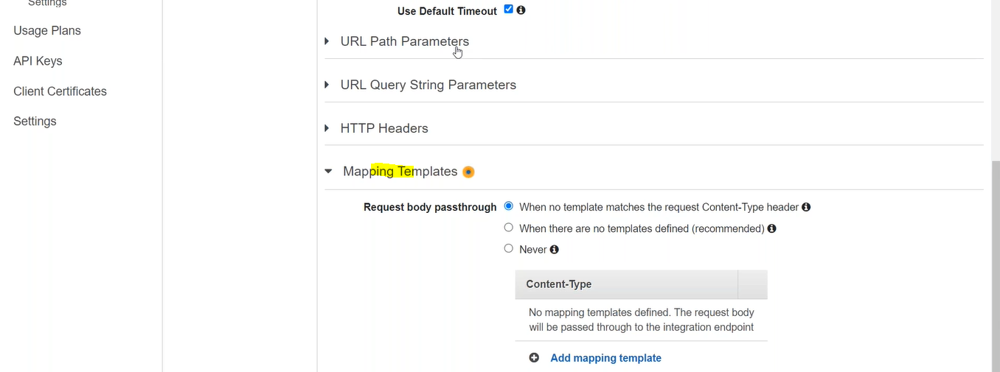 Settings
Usage Plans
API Keys
Client Certificates
Settings
Use Default Timeout
URL Path Parameters
URL Query String Parameters
HTTP Headers
Mapping Templates
Request body passthrough
When no template matches the request Content-Type header
When there are no templates defined (recommended)
Never
Content-Type
No mapping templates defined. The request body
will be passed through to the integration endpoint
Add mapping template